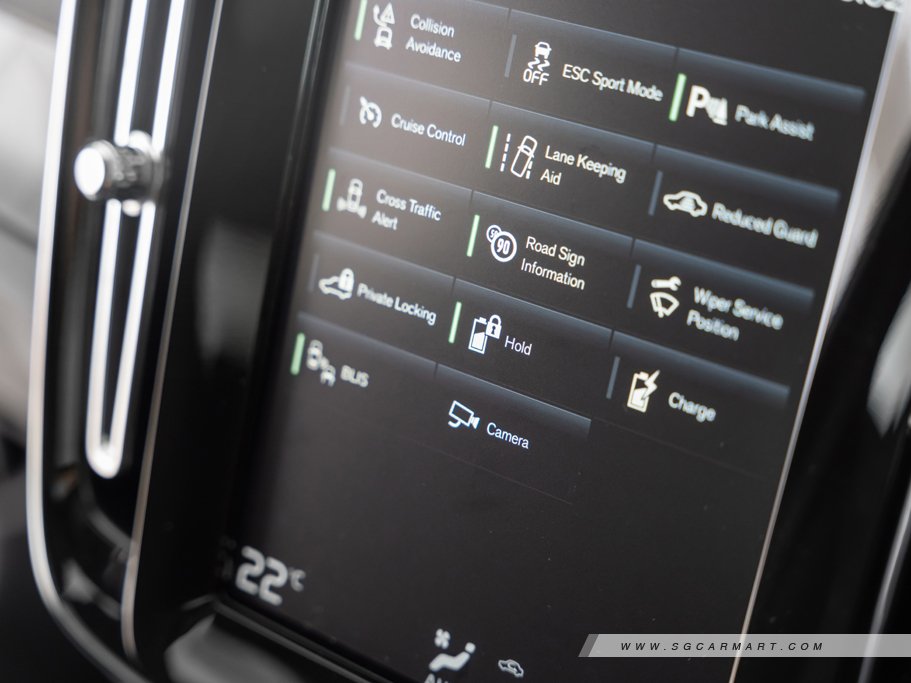 Collision
Avoidance
OFF
ESC Sport Mode
P
Park Assist
Cruise Control
Lane Keeping
Aid
Reduced Guard
Cross Traffic
Alert
90
Road Sign
Information
Wiper Service
Position
Private Locking
Hold
Charge
BLIS
Camera
22°C
WWW.SGCARMART.COM